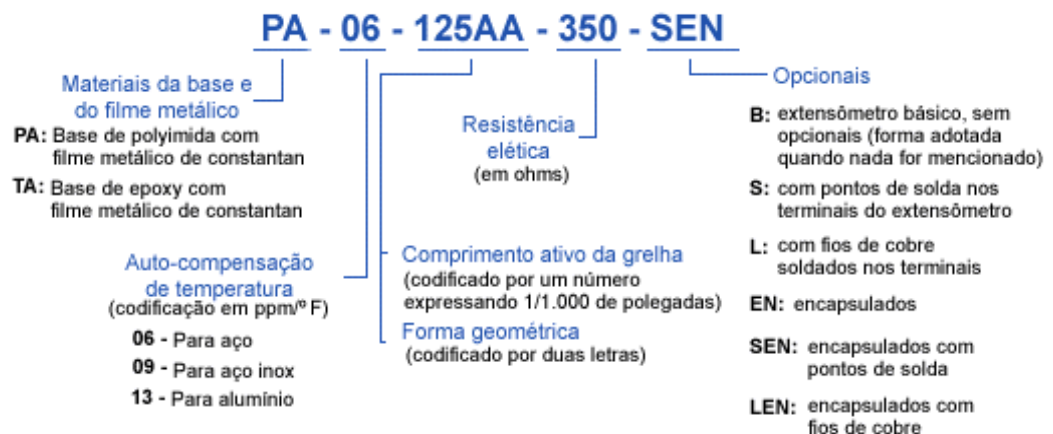 PA - 06 - 125AA - 350 - SEN
Materiais da base e
do filme metálico
PA: Base de polyimida com
filme metálico de constantan
TA: Base de epoxy com
filme metálico de constantan
Auto-compensação
de temperatura
(codificação em ppm/º F)
06 - Para aço
09 - Para aço inox
13 - Para alumínio
Resistência
elética
(em ohms)
Comprimento ativo da grelha
(codificado por um número
expressando 1/1.000 de polegadas)
Forma geométrica
(codificado por duas letras)
Opcionais
B: extensômetro básico, sem
opcionais (forma adotada
quando nada for mencionado)
S: com pontos de solda nos
terminais do extensômetro
L: com fios de cobre
soldados nos terminais
EN: encapsulados
SEN: encapsulados com
pontos de solda
LEN: encapsulados com
fios de cobre